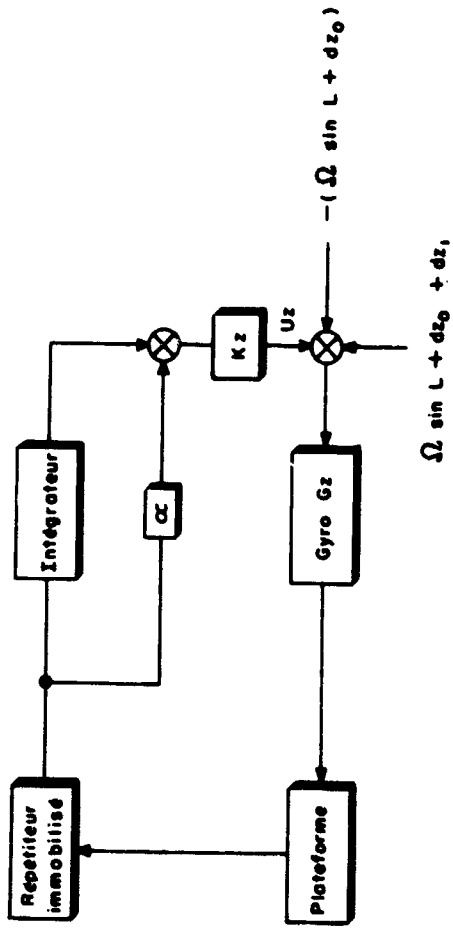 Répétiteur
immobilisé
Intégrateur
∝
Kz
Uz
−(Ω sin L + dz₀)
Ω sin L + dz₀ + dz₁
Gyro Gz
Plateforme